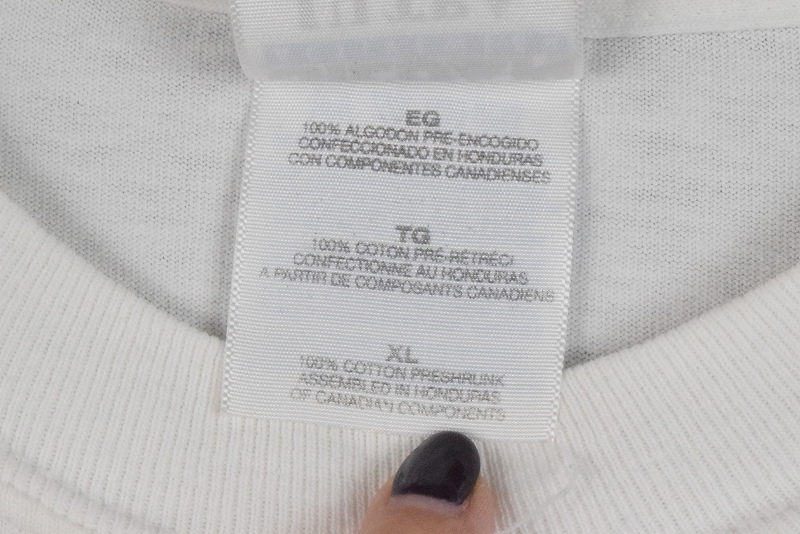 EG
100% ALGODON PRE-ENCOGIDO
CONFECCIONADO EN HONDURAS
CON COMPONENTES CANADIENSES
TG
100% COTON PRÉ-RÉTRÉCI
CONFECTIONNE AU HONDURAS
A PARTIR DE COMPOSANTS CANADIENS
XL
100% COTTON PRESHRUNK
ASSEMBLED IN HONDURAS
OF CANADIAN COMPONENTS